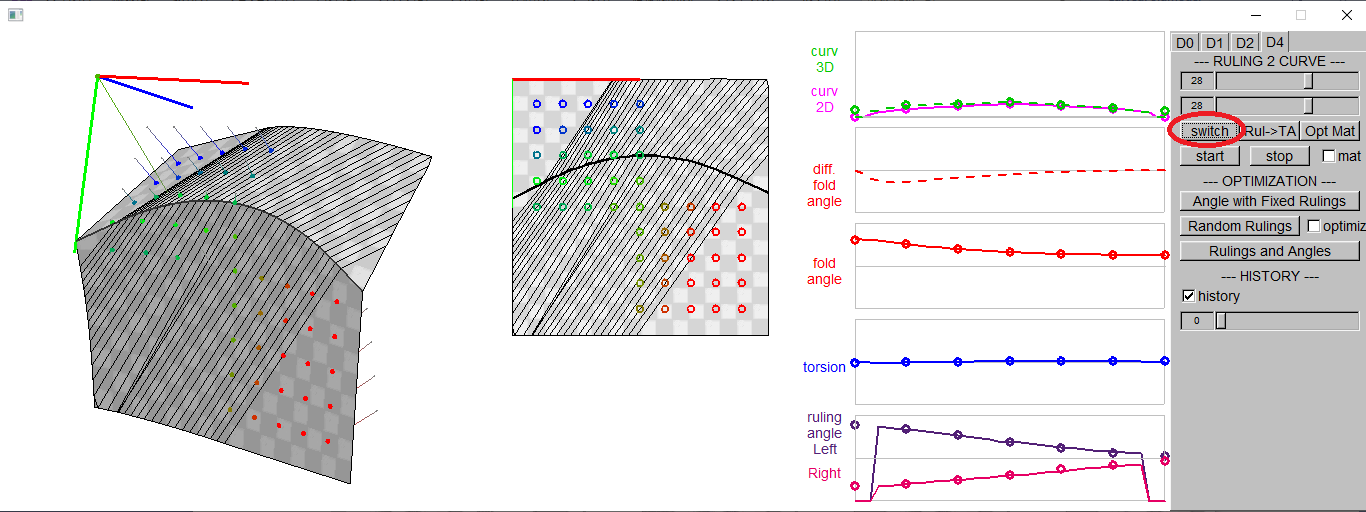 curv
3D
curv
2D
diff.
fold
angle
fold
angle
torsion
ruling
angle
Left
Right
D0 D1 D2 D4
--- RULING 2 CURVE ---
28
28
switch Rul->TA Opt Mat
start stop mat
--- OPTIMIZATION ---
Angle with Fixed Rulings
Random Rulings optimiz
Rulings and Angles
--- HISTORY ---
history
0